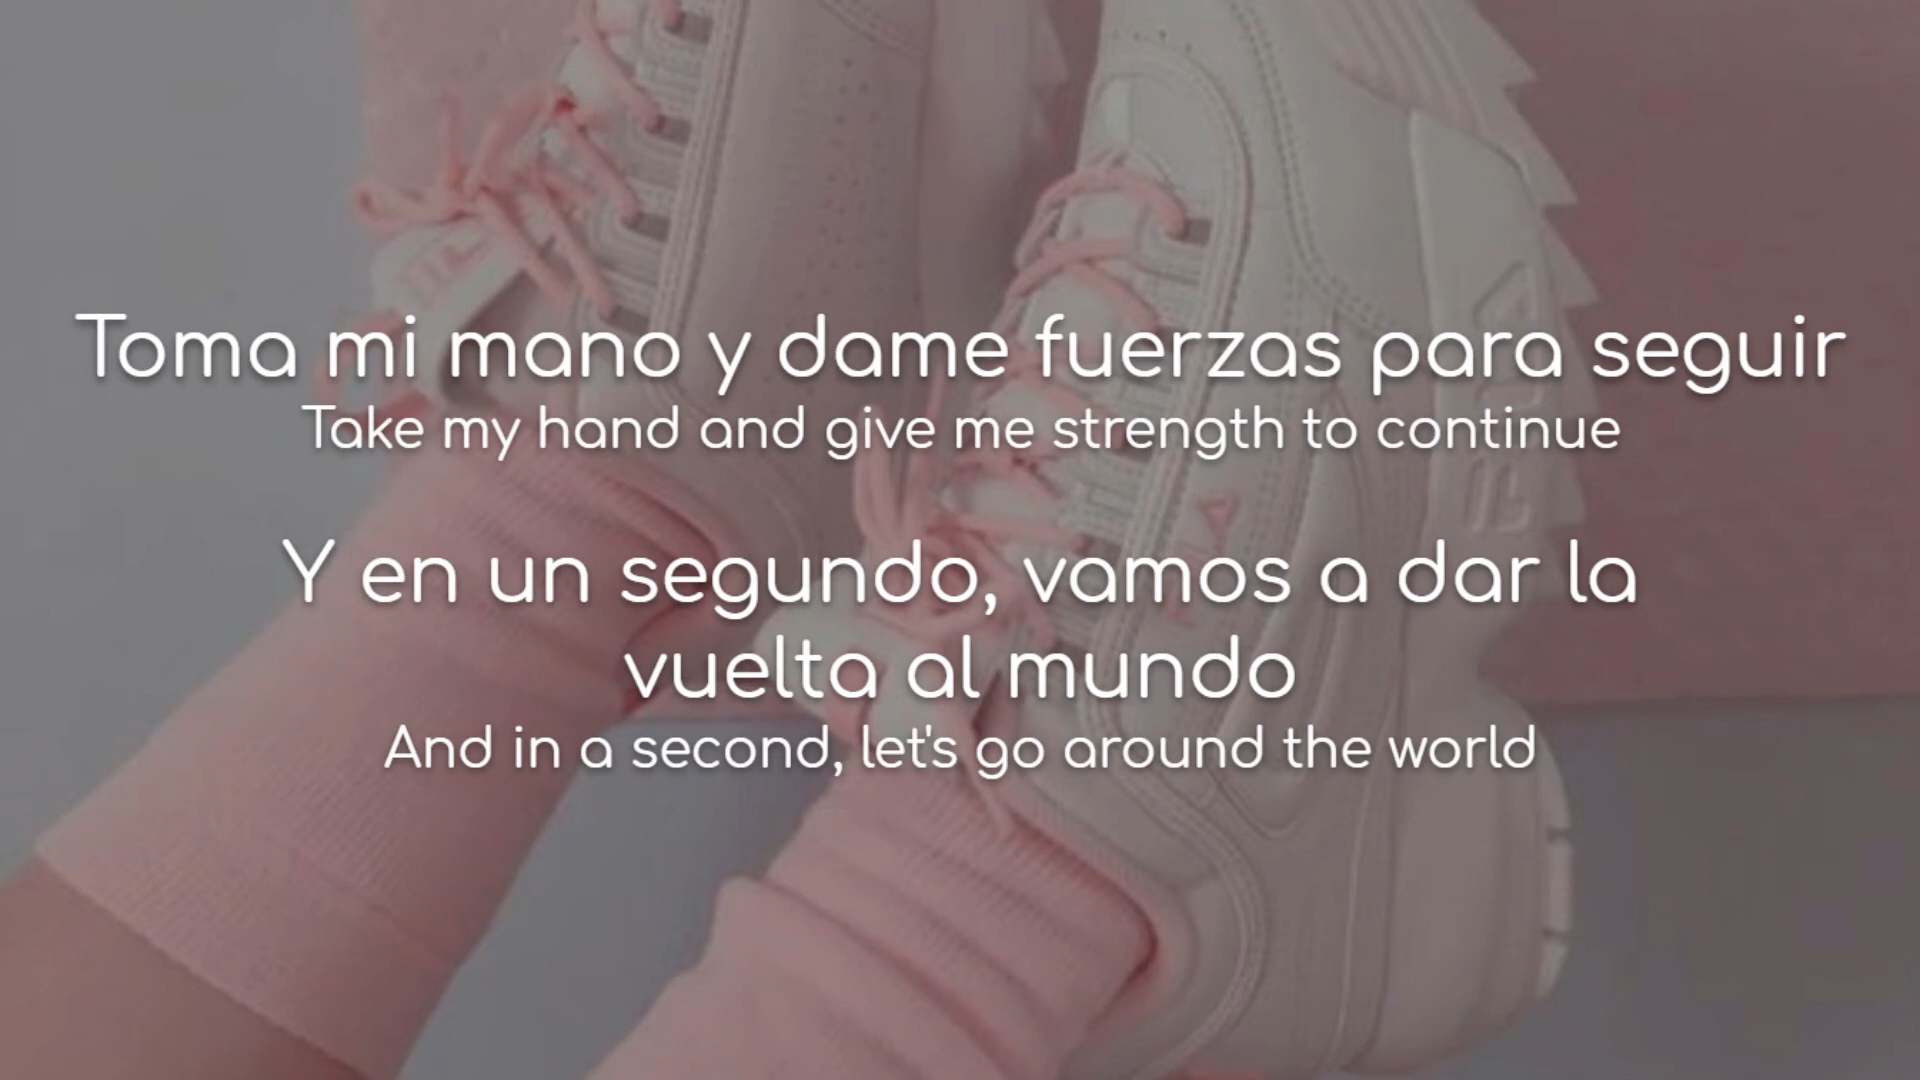 Toma mi mano y dame fuerzas para seguir
Take my hand and give me strength to continue
Y en un segundo, vamos a dar la
vuelta al mundo
And in a second, let's go around the world